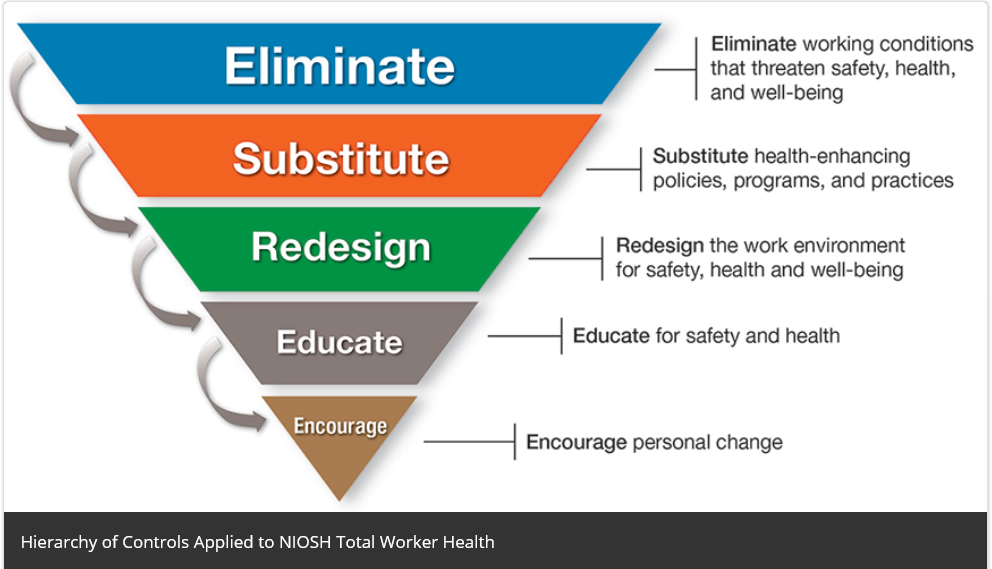 Eliminate
Eliminate working conditions
that threaten safety, health,
and well-being
Substitute
Substitute health-enhancing
policies, programs, and practices
Redesign
Redesign the work environment
for safety, health and well-being
Educate
Educate for safety and health
Encourage
Encourage personal change
Hierarchy of Controls Applied to NIOSH Total Worker Health